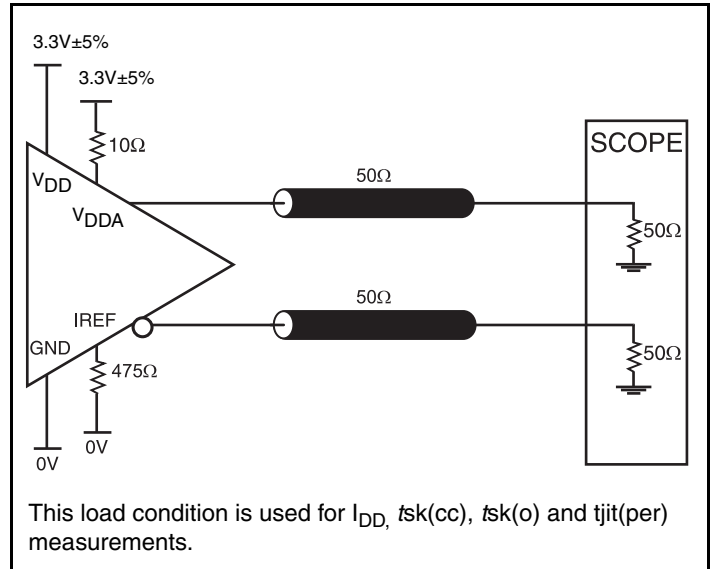 3.3V±5%
3.3V±5%
10Ω
SCOPE
VDD
50Ω
VDDA
50Ω
50Ω
IREF
GND
50Ω
475Ω
0V
0V
This load condition is used for IDD, tsk(cc), tsk(o) and tjit(per)
measurements.